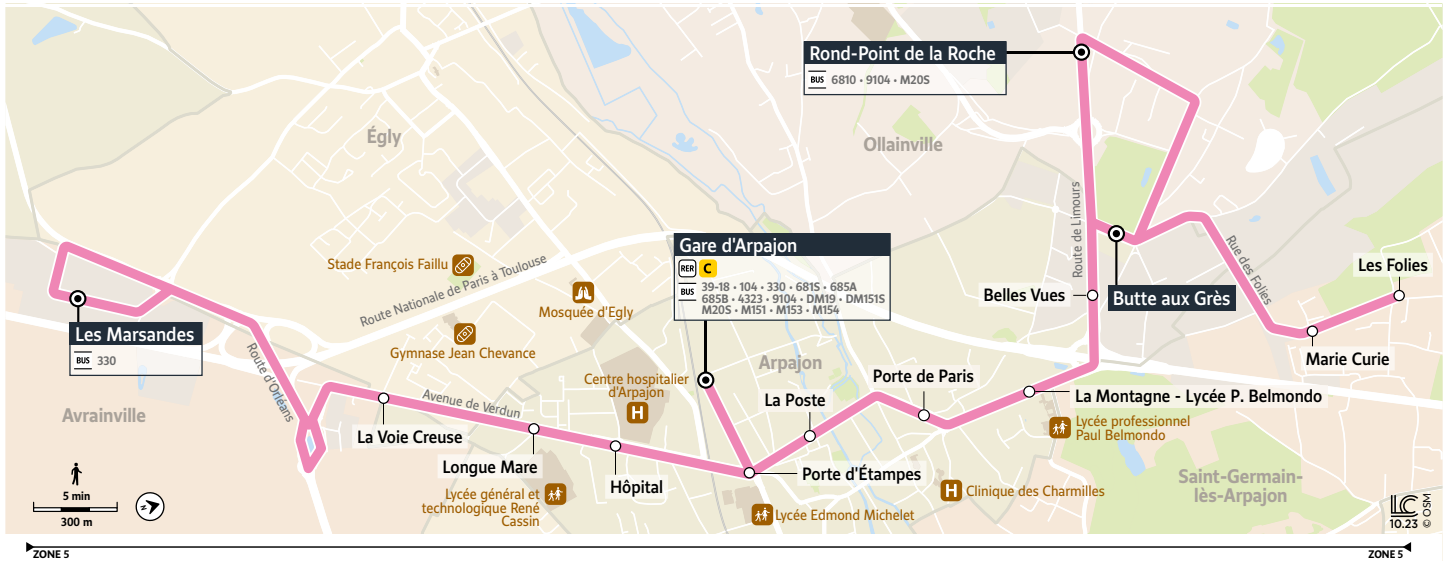 Rond-Point de la Roche
BUS 6810 • 9104 • M20S
Égly
Ollainville
Route de Limours
Gare d'Arpajon
RER C
BUS 39-18 • 104 • 330 • 681S • 685A
685B • 4323 • 9104 • DM19 • DM151S
M20S • M151 • M153 • M154
Stade François Faillu
Route Nationale de Paris à Toulouse
Mosquée d'Egly
Gymnase Jean Chevance
Rue des Folies
Les Folies
Belles Vues
Butte aux Grès
Marie Curie
Les Marsandes
BUS 330
Route d'Orléans
Avrainville
Arpajon
Centre hospitalier
d'Arpajon
H
Avenue de Verdun
Porte de Paris
La Poste
La Montagne - Lycée P. Belmondo
Lycée professionnel
Paul Belmondo
La Voie Creuse
Longue Mare
Hôpital
Porte d'Étampes
Lycée général et
technologique René
Cassin
Lycée Edmond Michelet
H Clinique des Charmilles
Saint-Germain-
lès-Arpajon
5 min
300 m
LC
10.23
© OSM
ZONE 5
ZONE 5